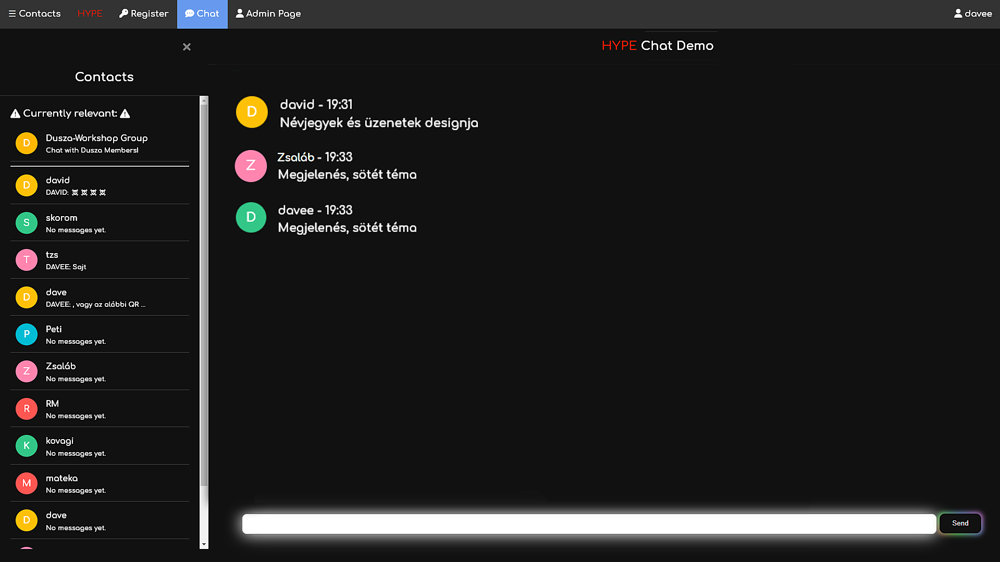 ☰ Contacts HYPE Register Chat Admin Page davee
HYPE Chat Demo
Contacts
Currently relevant:
D Dusza-Workshop Group
Chat with Dusza Members!
D david
DAVID: ☠ ☠ ☠ ☠
S skorom
No messages yet.
T tzs
DAVEE: Sajt
D dave
DAVEE: , vagy az alábbi QR ...
P Peti
No messages yet.
Z Zsaláb
No messages yet.
R RM
No messages yet.
K kovagi
No messages yet.
M mateka
No messages yet.
D dave
No messages yet.
D david - 19:31
Névjegyek és üzenetek designja
Z Zsaláb - 19:33
Megjelenés, sötét téma
D davee - 19:33
Megjelenés, sötét téma
Send